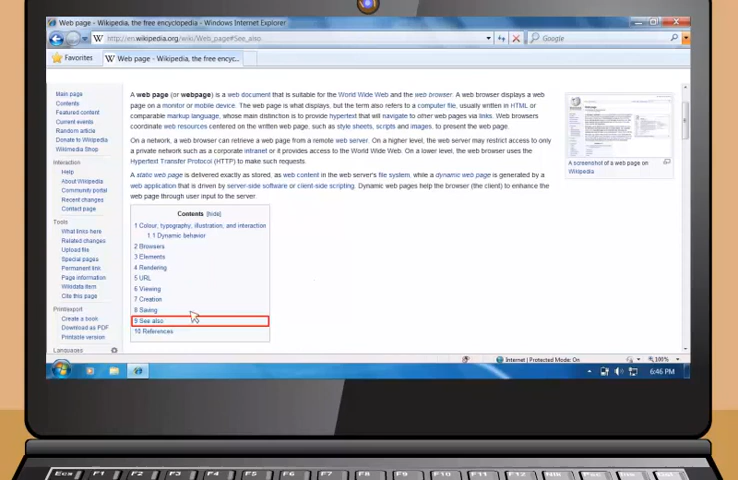 Web page - Wikipedia, the free encyclopedia - Windows Internet Explorer
http://en.wikipedia.org/wiki/Web_page#See_also
Google
Favorites
Web page - Wikipedia, the free encyc...
Main page
Contents
Featured content
Current events
Random article
Donate to Wikipedia
Wikimedia Shop
Interaction
Help
About Wikipedia
Community portal
Recent changes
Contact page
Tools
What links here
Related changes
Upload file
Special pages
Permanent link
Page information
Wikidata item
Cite this page
Print/export
Create a book
Download as PDF
Printable version
Languages
A web page (or webpage) is a web document that is suitable for the World Wide Web and the web browser. A web browser displays a web
page on a monitor or mobile device. The web page is what displays, but the term also refers to a computer file, usually written in HTML or
comparable markup language, whose main distinction is to provide hypertext that will navigate to other web pages via links. Web browsers
coordinate web resources centered on the written web page, such as style sheets, scripts and images, to present the web page.
On a network, a web browser can retrieve a web page from a remote web server. On a higher level, the web server may restrict access to only
a private network such as a corporate intranet or it provides access to the World Wide Web. On a lower level, the web browser uses the
Hypertext Transfer Protocol (HTTP) to make such requests.
A static web page is delivered exactly as stored, as web content in the web server's file system, while a dynamic web page is generated by a
web application that is driven by server-side software or client-side scripting. Dynamic web pages help the browser (the client) to enhance the
web page through user input to the server.
A screenshot of a web page on
Wikipedia
Contents [hide]
1 Colour, typography, illustration, and interaction
1.1 Dynamic behavior
2 Browsers
3 Elements
4 Rendering
5 URL
6 Viewing
7 Creation
8 Saving
9 See also
10 References
Internet | Protected Mode: On
100%
6:46 PM
Ecs F1 F2 F3 F4 F5 F6 F7 F8 F9 F10 F11 F12